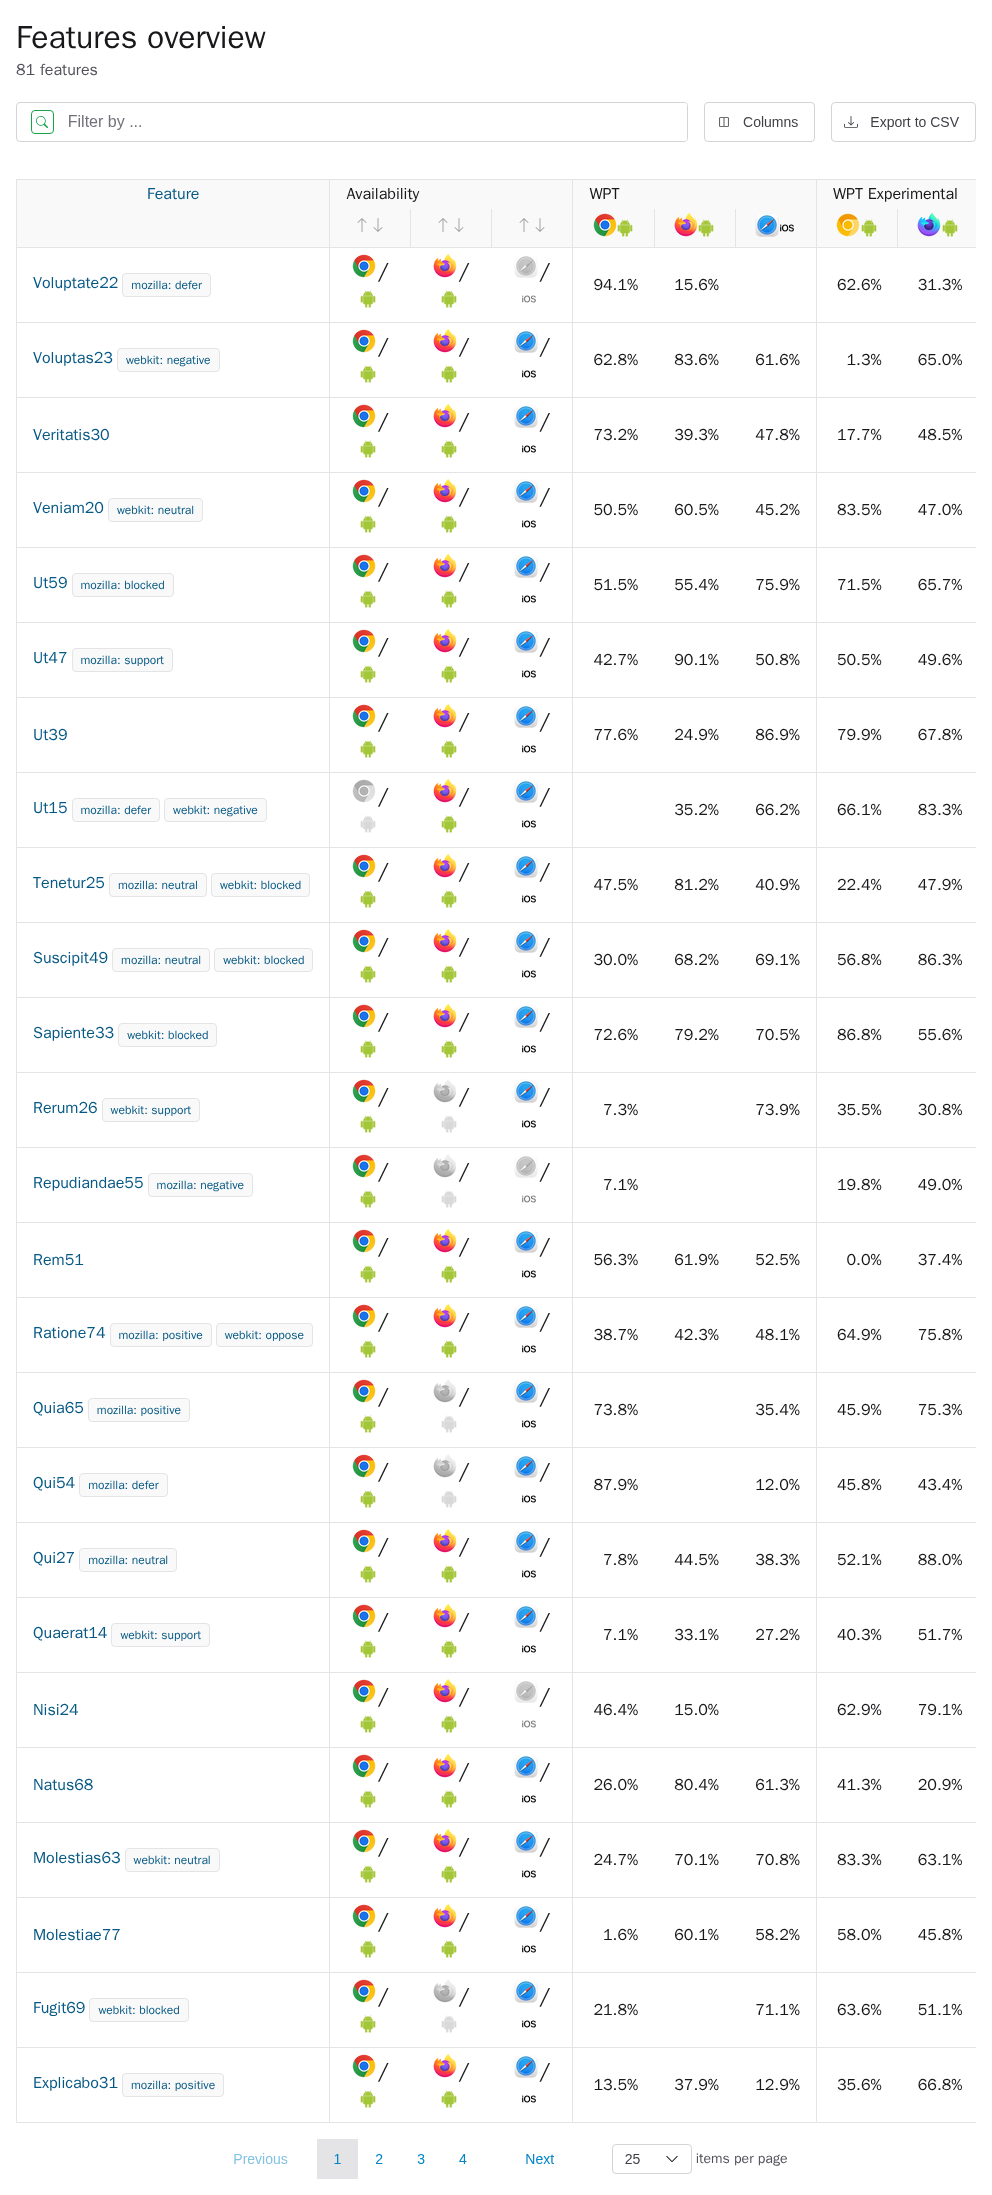 Features overview
81 features
Filter by ...
Columns
Export to CSV
Feature Availability WPT WPT Experimental
iOS
Voluptate22 mozilla: defer / / / 94.1% 15.6% 62.6% 31.3%
iOS
Voluptas23 webkit: negative / / / 62.8% 83.6% 61.6% 1.3% 65.0%
iOS
Veritatis30 / / / 73.2% 39.3% 47.8% 17.7% 48.5%
iOS
Veniam20 webkit: neutral / / / 50.5% 60.5% 45.2% 83.5% 47.0%
iOS
Ut59 mozilla: blocked / / / 51.5% 55.4% 75.9% 71.5% 65.7%
iOS
Ut47 mozilla: support / / / 42.7% 90.1% 50.8% 50.5% 49.6%
iOS
Ut39 / / / 77.6% 24.9% 86.9% 79.9% 67.8%
iOS
Ut15 mozilla: defer webkit: negative / / / 35.2% 66.2% 66.1% 83.3%
iOS
Tenetur25 mozilla: neutral webkit: blocked / / / 47.5% 81.2% 40.9% 22.4% 47.9%
iOS
Suscipit49 mozilla: neutral webkit: blocked / / / 30.0% 68.2% 69.1% 56.8% 86.3%
iOS
Sapiente33 webkit: blocked / / / 72.6% 79.2% 70.5% 86.8% 55.6%
iOS
Rerum26 webkit: support / / / 7.3% 73.9% 35.5% 30.8%
iOS
Repudiandae55 mozilla: negative / / / 7.1% 19.8% 49.0%
iOS
Rem51 / / / 56.3% 61.9% 52.5% 0.0% 37.4%
iOS
Ratione74 mozilla: positive webkit: oppose / / / 38.7% 42.3% 48.1% 64.9% 75.8%
iOS
Quia65 mozilla: positive / / / 73.8% 35.4% 45.9% 75.3%
iOS
Qui54 mozilla: defer / / / 87.9% 12.0% 45.8% 43.4%
iOS
Qui27 mozilla: neutral / / / 7.8% 44.5% 38.3% 52.1% 88.0%
iOS
Quaerat14 webkit: support / / / 7.1% 33.1% 27.2% 40.3% 51.7%
iOS
Nisi24 / / / 46.4% 15.0% 62.9% 79.1%
iOS
Natus68 / / / 26.0% 80.4% 61.3% 41.3% 20.9%
iOS
Molestias63 webkit: neutral / / / 24.7% 70.1% 70.8% 83.3% 63.1%
iOS
Molestiae77 / / / 1.6% 60.1% 58.2% 58.0% 45.8%
iOS
Fugit69 webkit: blocked / / / 21.8% 71.1% 63.6% 51.1%
iOS
Explicabo31 mozilla: positive / / / 13.5% 37.9% 12.9% 35.6% 66.8%
iOS
Previous 1 2 3 4 Next 25 items per page